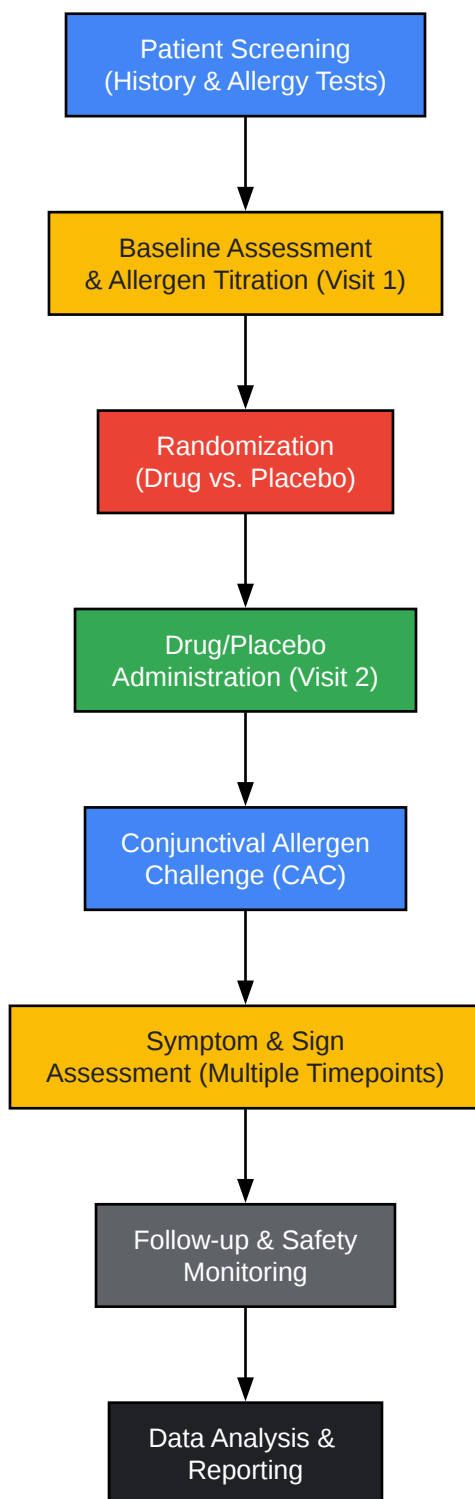 Patient Screening
(History & Allergy Tests)
Baseline Assessment
& Allergen Titration (Visit 1)
Randomization
(Drug vs. Placebo)
Drug/Placebo
Administration (Visit 2)
Conjunctival Allergen
Challenge (CAC)
Symptom & Sign
Assessment (Multiple Timepoints)
Follow-up & Safety
Monitoring
Data Analysis &
Reporting